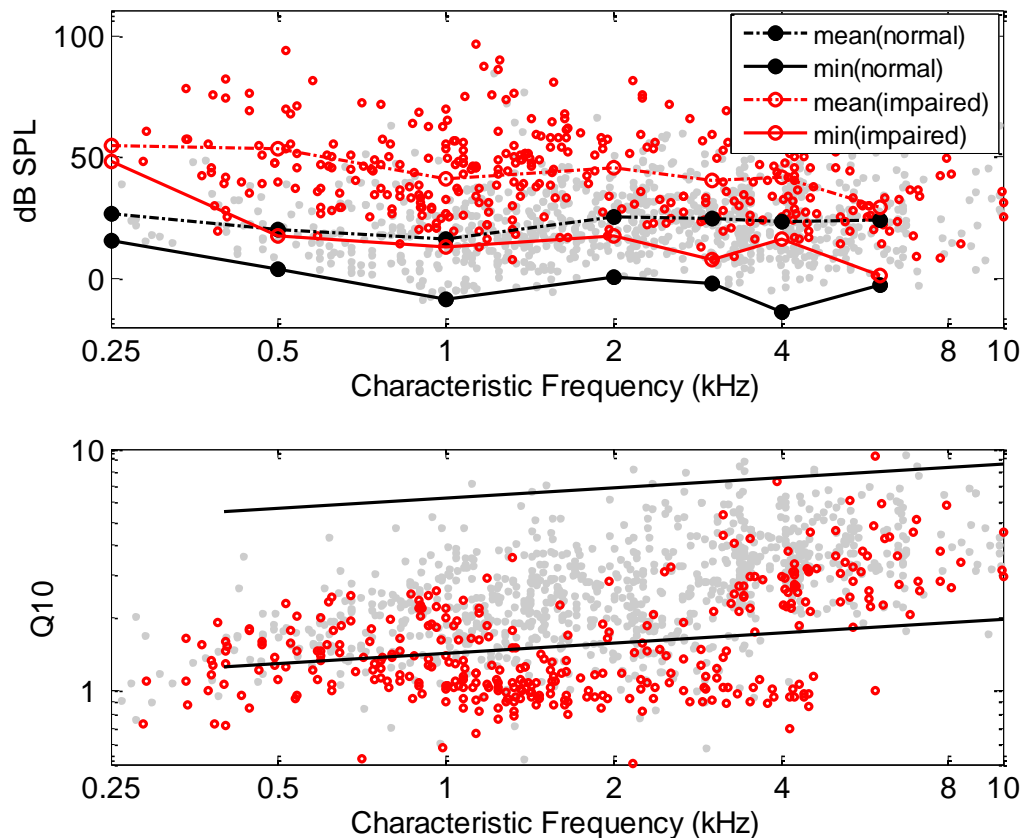 100
50
0
dB SPL
mean(normal)
min(normal)
mean(impaired)
min(impaired)
0.25 0.5 1 2 4 8 10
Characteristic Frequency (kHz)
10
1
Q10
0.25 0.5 1 2 4 8 10
Characteristic Frequency (kHz)